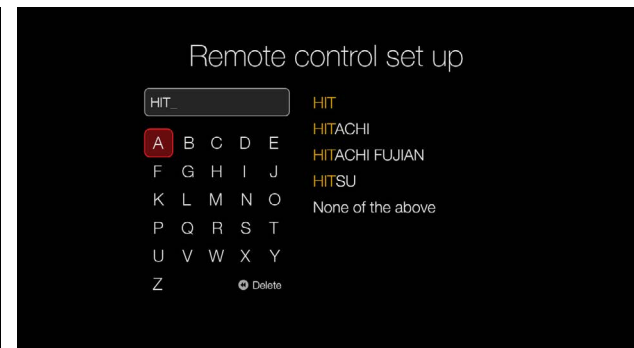 Remote control set up
HIT_
A B C D E
F G H I J
K L M N O
P Q R S T
U V W X Y
Z Delete
HIT
HITACHI
HITACHI FUJIAN
HITSU
None of the above